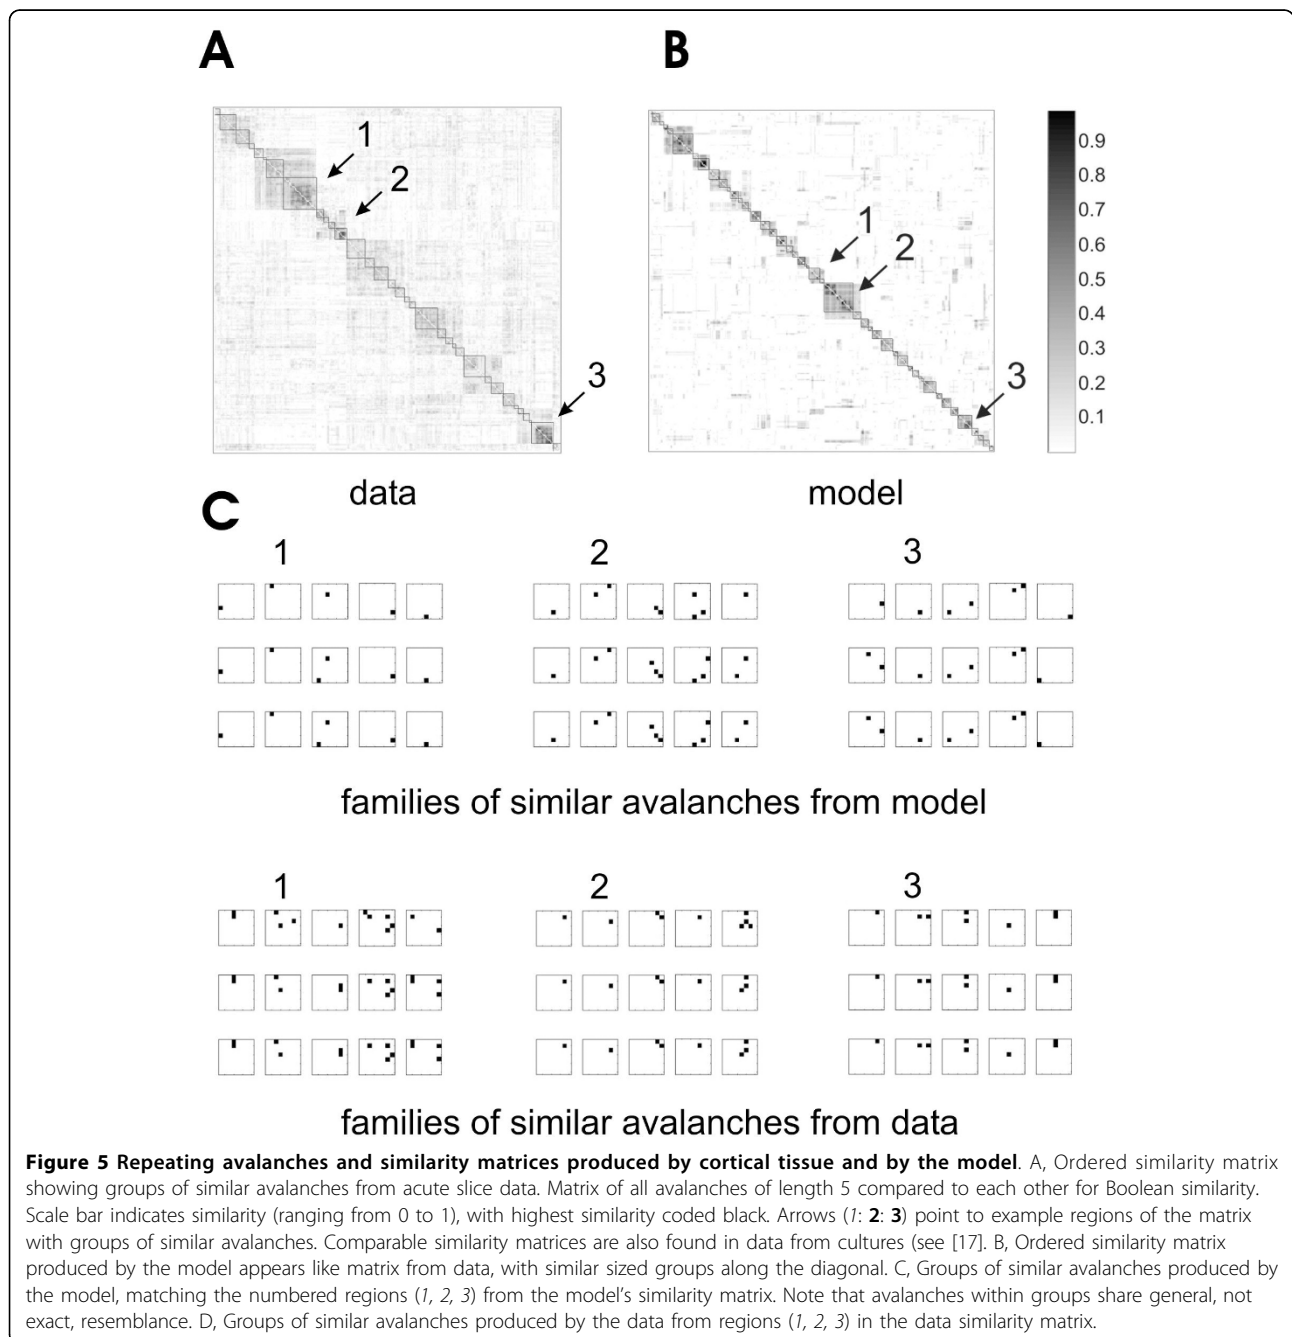 A
B
1
2
3
1
2
3
0.9
0.8
0.7
0.6
0.5
0.4
0.3
0.2
0.1
data
model
C
1
2
3
families of similar avalanches from model
1
2
3
families of similar avalanches from data
Figure 5 Repeating avalanches and similarity matrices produced by cortical tissue and by the model. A, Ordered similarity matrix
showing groups of similar avalanches from acute slice data. Matrix of all avalanches of length 5 compared to each other for Boolean similarity.
Scale bar indicates similarity (ranging from 0 to 1), with highest similarity coded black. Arrows (1: 2: 3) point to example regions of the matrix
with groups of similar avalanches. Comparable similarity matrices are also found in data from cultures (see [17]. B, Ordered similarity matrix
produced by the model appears like matrix from data, with similar sized groups along the diagonal. C, Groups of similar avalanches produced by
the model, matching the numbered regions (1, 2, 3) from the model's similarity matrix. Note that avalanches within groups share general, not
exact, resemblance. D, Groups of similar avalanches produced by the data from regions (1, 2, 3) in the data similarity matrix.